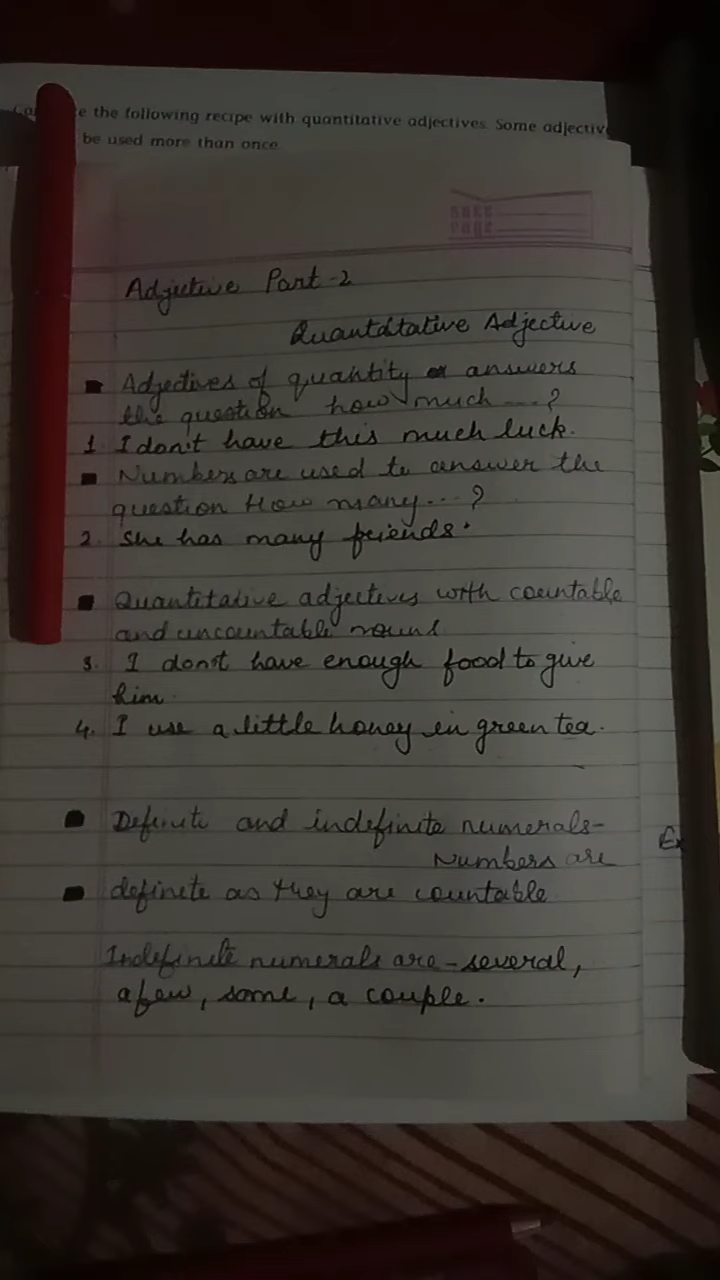 e the following recipe with quantitative adjectives. Some adjectiv
be used more than once.
DATE
PAGE
Adjective Part-2
Quantitative Adjective
Adjectives of quantity answers
the question how much ....?
1. I don't have this much luck.
Numbers are used to answer the
question How many....?
2. She has many friends.
Quantitative adjectives with countable
and uncountable nouns
3. I don't have enough food to give
him.
4. I use a little honey in green tea.
Definite and indefinite numerals-
Numbers are
definite as they are countable
Ex
Indefinite numerals are - several,
a few, some, a couple.